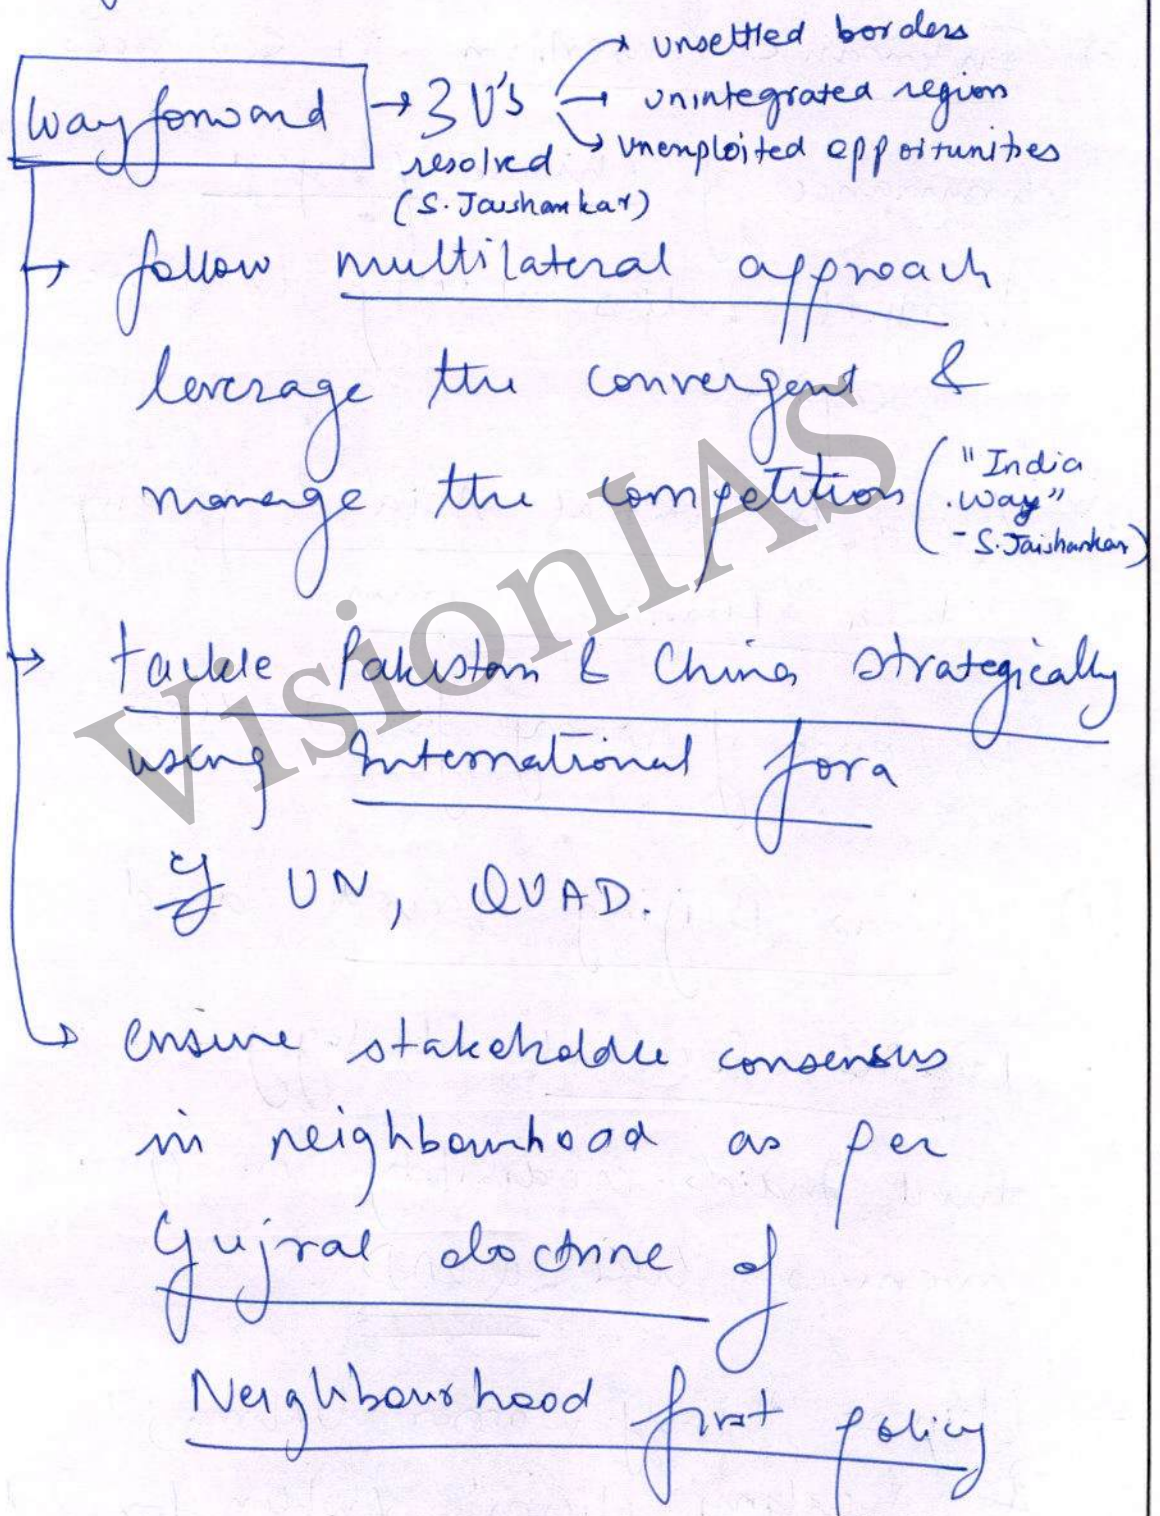 Way forward → 3 U's
→ unsettled borders
→ unintegrated region
→ unexploited opportunities
resolved
(S. Jaishankar)
→ follow multilateral approach
leverage the convergent &
manage the competition ("India
Way"
- S. Jaishankar)
→ tackle Pakistan & China strategically
using International fora
eg UN, QUAD.
→ ensure stakeholder consensus
in neighbourhood as per
Gujral doctrine of
Neighbourhood first policy
VisionIAS